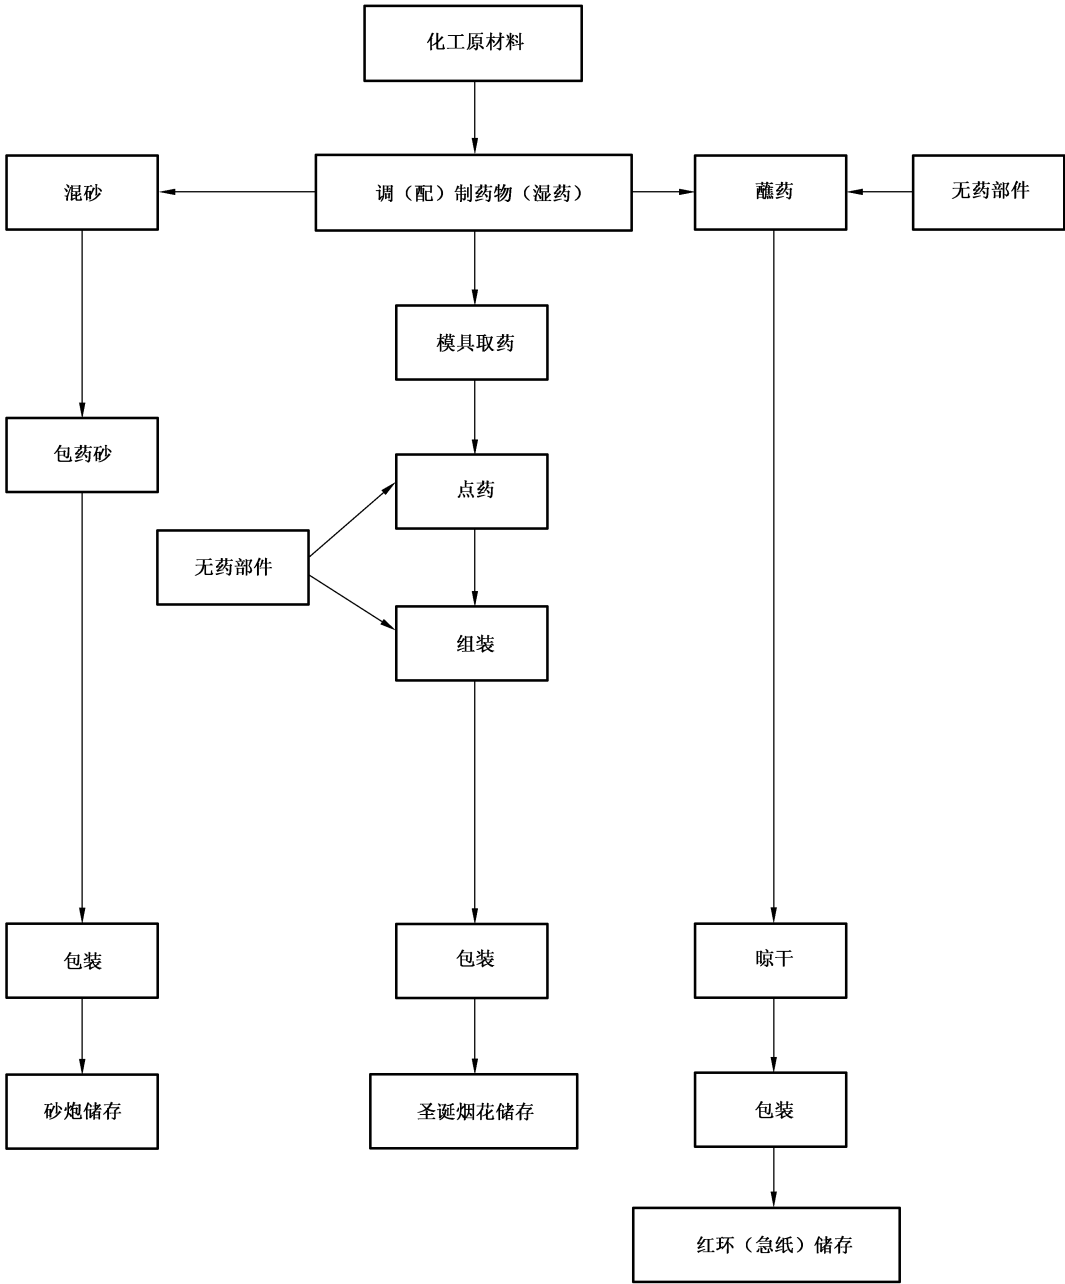 化工原材料
混砂
调（配）制药物（湿药）
蘸药
无药部件
模具取药
包药砂
点药
无药部件
组装
包装
包装
晾干
砂炮储存
圣诞烟花储存
包装
红环（急纸）储存